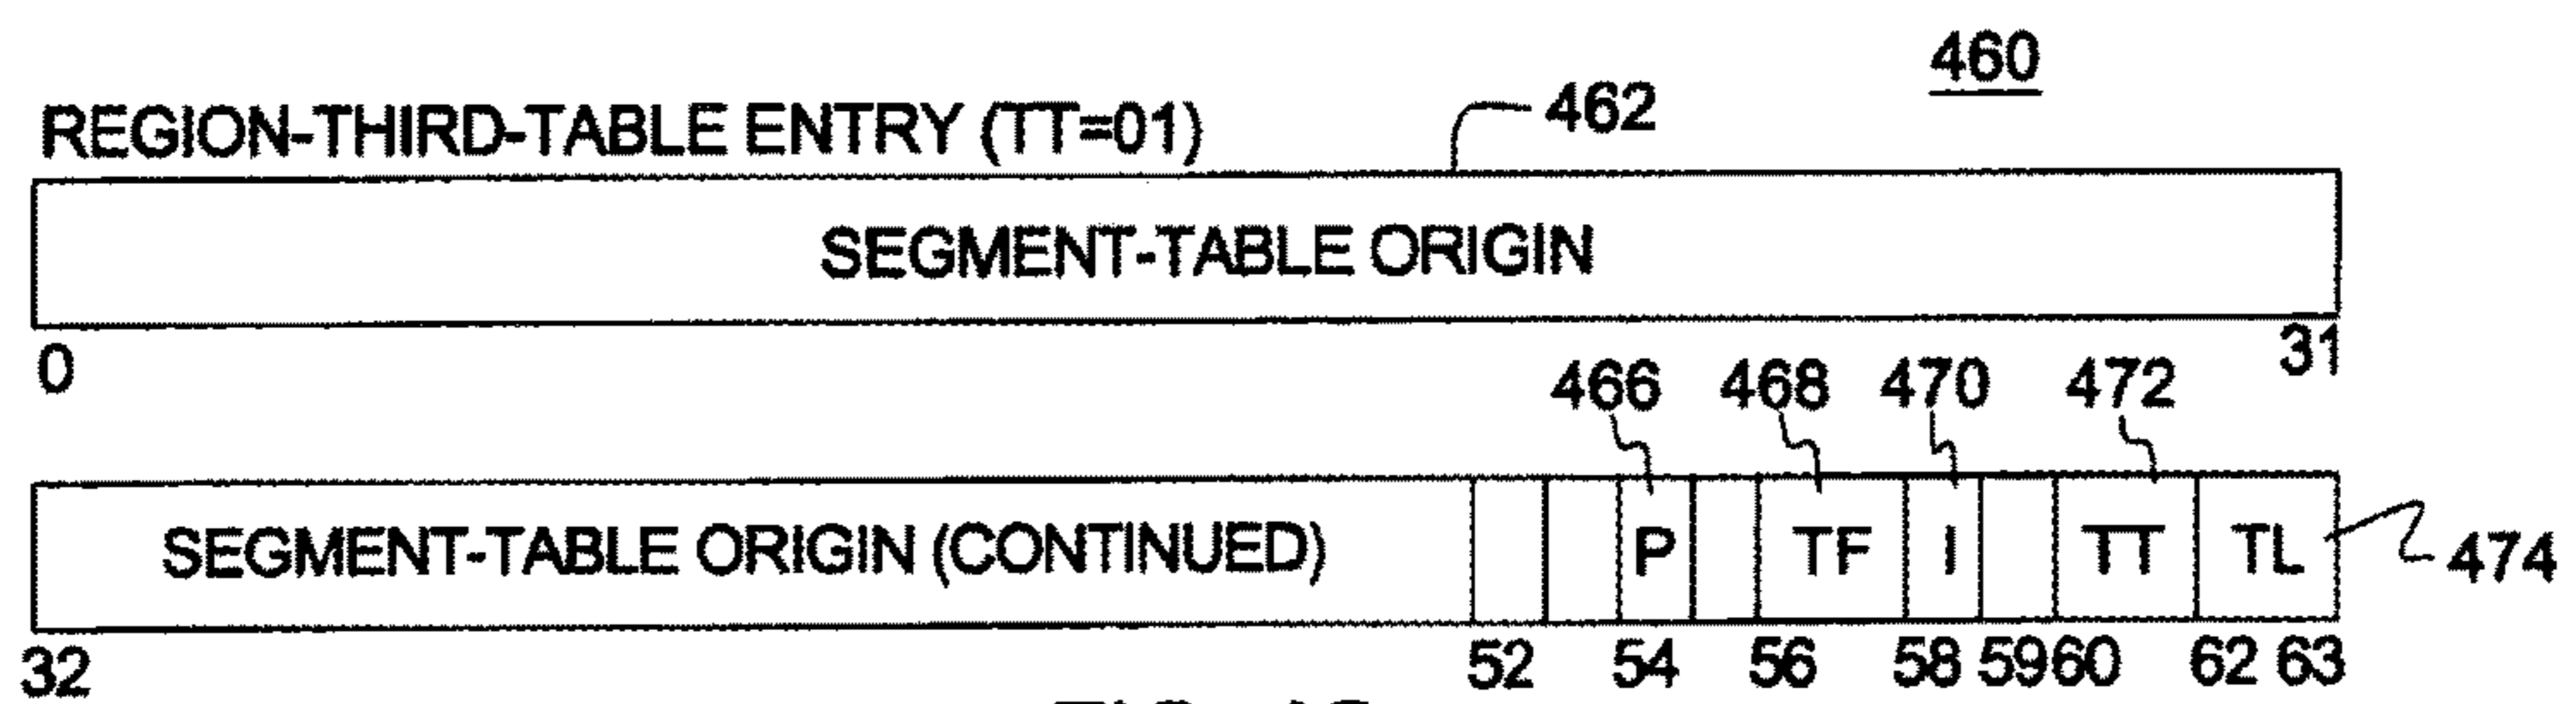 460
REGION-THIRD-TABLE ENTRY (TT=01) 462
SEGMENT-TABLE ORIGIN
0 31
466 468 470 472
SEGMENT-TABLE ORIGIN (CONTINUED) P TF I TT TL 474
32 52 54 56 58 59 60 62 63